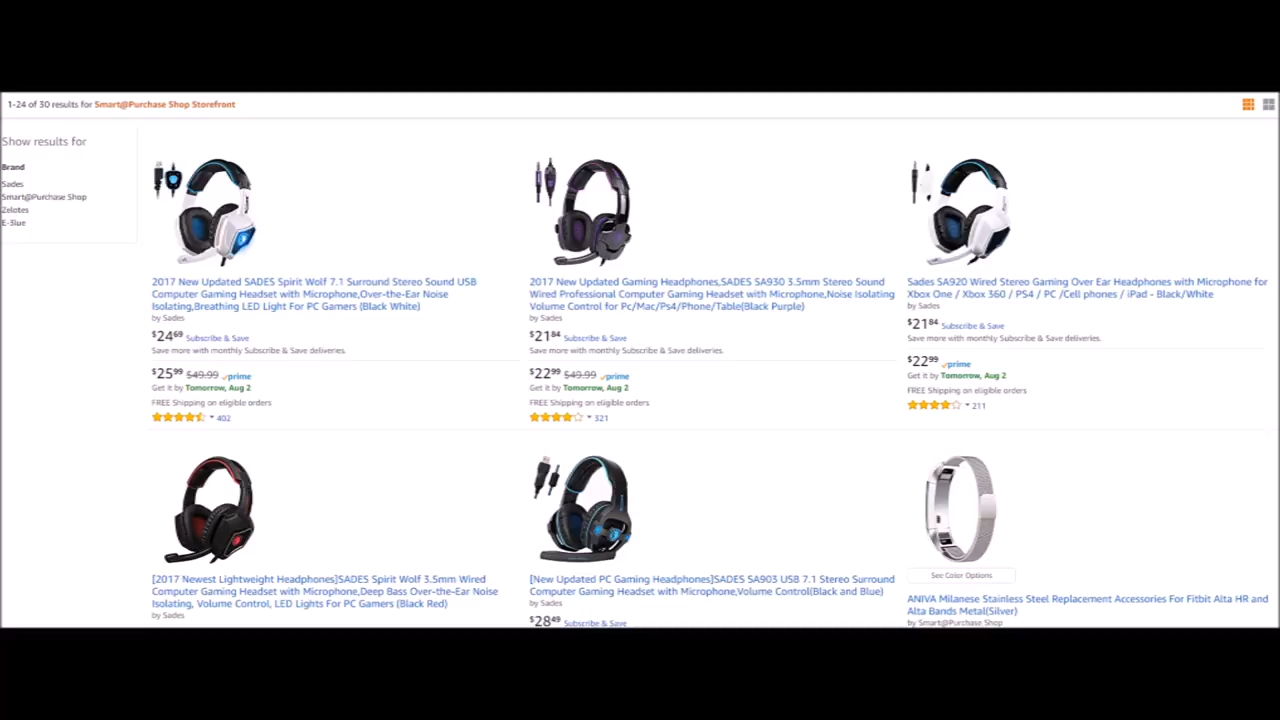 1-24 of 30 results for Smart@Purchase Shop Storefront
Show results for
Brand
Sades
Smart@Purchase Shop
Zelotes
E-3lue
2017 New Updated SADES Spirit Wolf 7.1 Surround Stereo Sound USB
Computer Gaming Headset with Microphone,Over-the-Ear Noise
Isolating,Breathing LED Light For PC Gamers (Black White)
by Sades
$24.69 Subscribe & Save
Save more with monthly Subscribe & Save deliveries.
$25.99 $49.99 prime
Get it by Tomorrow, Aug 2
FREE Shipping on eligible orders
402
2017 New Updated Gaming Headphones,SADES SA930 3.5mm Stereo Sound
Wired Professional Computer Gaming Headset with Microphone,Noise Isolating
Volume Control for Pc/Mac/Ps4/Phone/Table(Black Purple)
by Sades
$21.84 Subscribe & Save
Save more with monthly Subscribe & Save deliveries.
$22.99 $49.99 prime
Get it by Tomorrow, Aug 2
FREE Shipping on eligible orders
321
Sades SA920 Wired Stereo Gaming Over Ear Headphones with Microphone for
Xbox One / Xbox 360 / PS4 / PC /Cell phones / iPad - Black/White
by Sades
$21.84 Subscribe & Save
Save more with monthly Subscribe & Save deliveries.
$22.99 prime
Get it by Tomorrow, Aug 2
FREE Shipping on eligible orders
211
[2017 Newest Lightweight Headphones]SADES Spirit Wolf 3.5mm Wired
Computer Gaming Headset with Microphone,Deep Bass Over-the-Ear Noise
Isolating, Volume Control, LED Lights For PC Gamers (Black Red)
by Sades
[New Updated PC Gaming Headphones]SADES SA903 USB 7.1 Stereo Surround
Computer Gaming Headset with Microphone,Volume Control(Black and Blue)
by Sades
$28.49 Subscribe & Save
See Color Options
ANIVA Milanese Stainless Steel Replacement Accessories For Fitbit Alta HR and
Alta Bands Metal(Silver)
by Smart@Purchase Shop